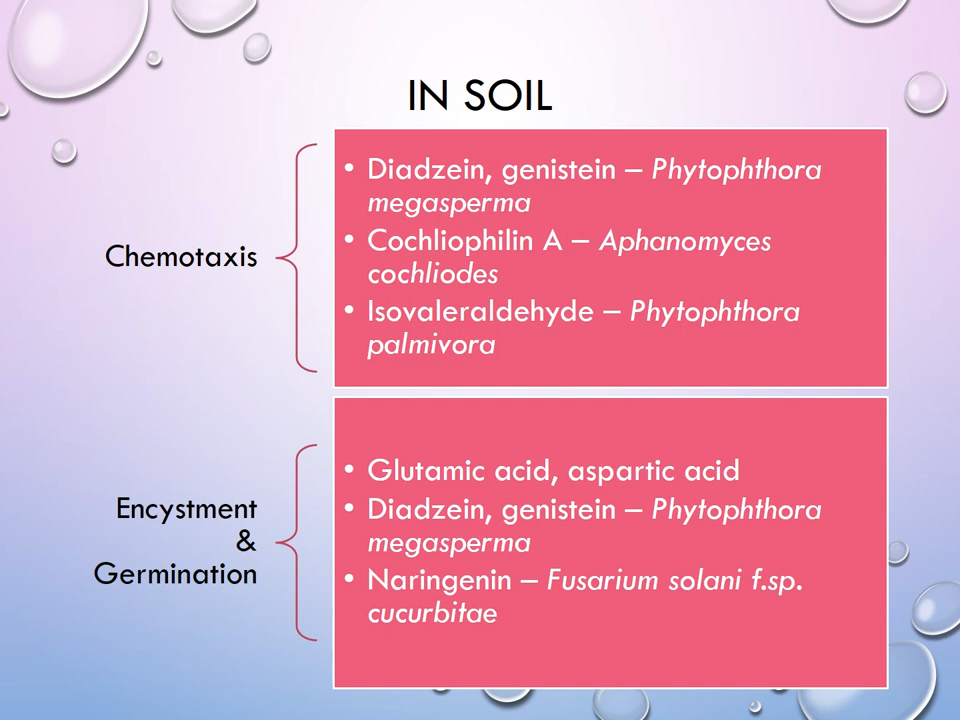 IN SOIL
Chemotaxis
• Diadzein, genistein – Phytophthora
megasperma
• Cochliophilin A – Aphanomyces
cochliodes
• Isovaleraldehyde – Phytophthora
palmivora
Encystment
&
Germination
• Glutamic acid, aspartic acid
• Diadzein, genistein – Phytophthora
megasperma
• Naringenin – Fusarium solani f.sp.
cucurbitae